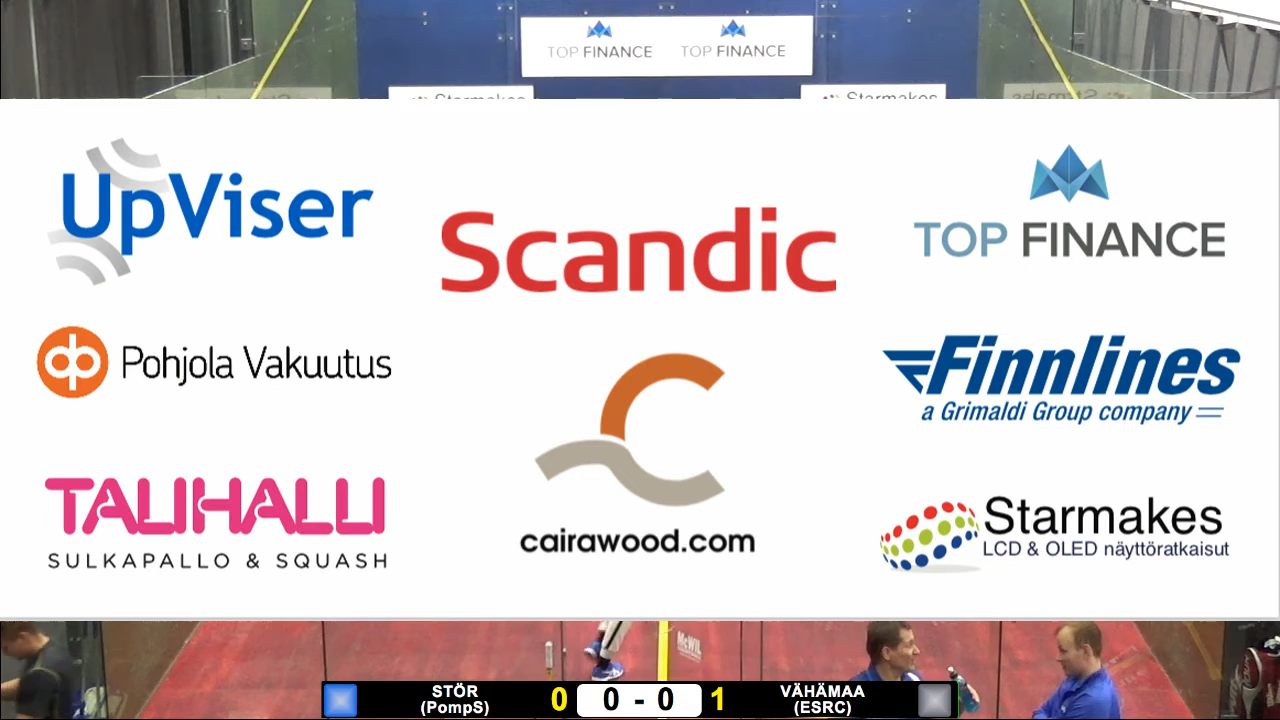 TOP FINANCE TOP FINANCE
Starmakes Starmakes
UpViser
Scandic
TOP FINANCE
Pohjola Vakuutus
Finnlines
a Grimaldi Group company
TALIHALLI
SULKAPALLO & SQUASH
cairawood.com
Starmakes
LCD & OLED näyttöratkaisut
McWIL
STÖR
(PompS)
0 0 - 0 1
VÄHÄMAA
(ESRC)